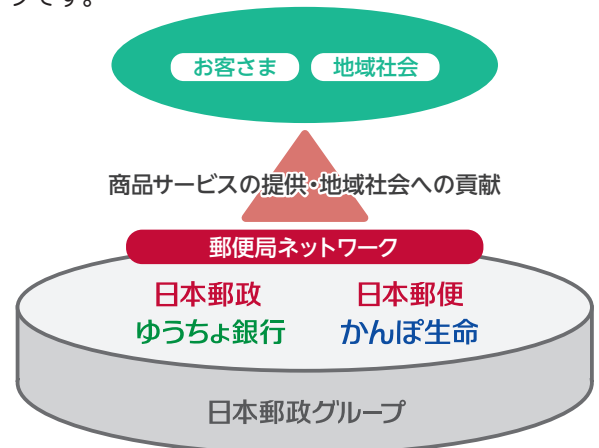 です。
お客さま 地域社会
商品サービスの提供・地域社会への貢献
郵便局ネットワーク
日本郵政 日本郵便
ゆうちょ銀行 かんぽ生命
日本郵政グループ